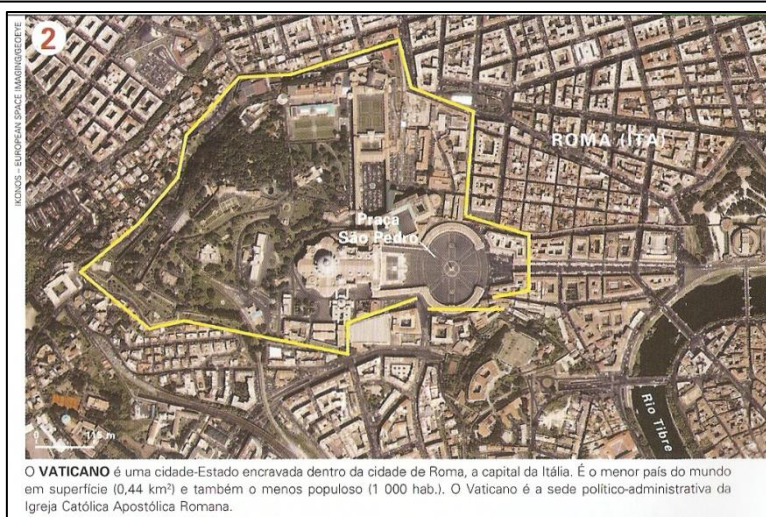 2
IKONOS – EUROPEAN SPACE IMAGING/GEOEYE
ROMA (ITA)
Praça
São Pedro
Rio Tibre
0 115 m
O VATICANO é uma cidade-Estado encravada dentro da cidade de Roma, a capital da Itália. É o menor país do mundo
em superfície (0,44 km²) e também o menos populoso (1 000 hab.). O Vaticano é a sede político-administrativa da
Igreja Católica Apostólica Romana.